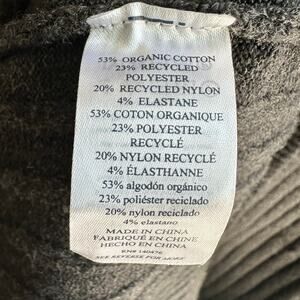 53% ORGANIC COTTON
23% RECYCLED
POLYESTER
20% RECYCLED NYLON
4% ELASTANE
53% COTON ORGANIQUE
23% POLYESTER
RECYCLÉ
20% NYLON RECYCLÉ
4% ÉLASTHANNE
53% algodón orgánico
23% poliéster reciclado
20% nylon reciclado
4% elastano
MADE IN CHINA
FABRIQUÉ EN CHINE
HECHO EN CHINA
RN# 140476
SEE REVERSE FOR MORE